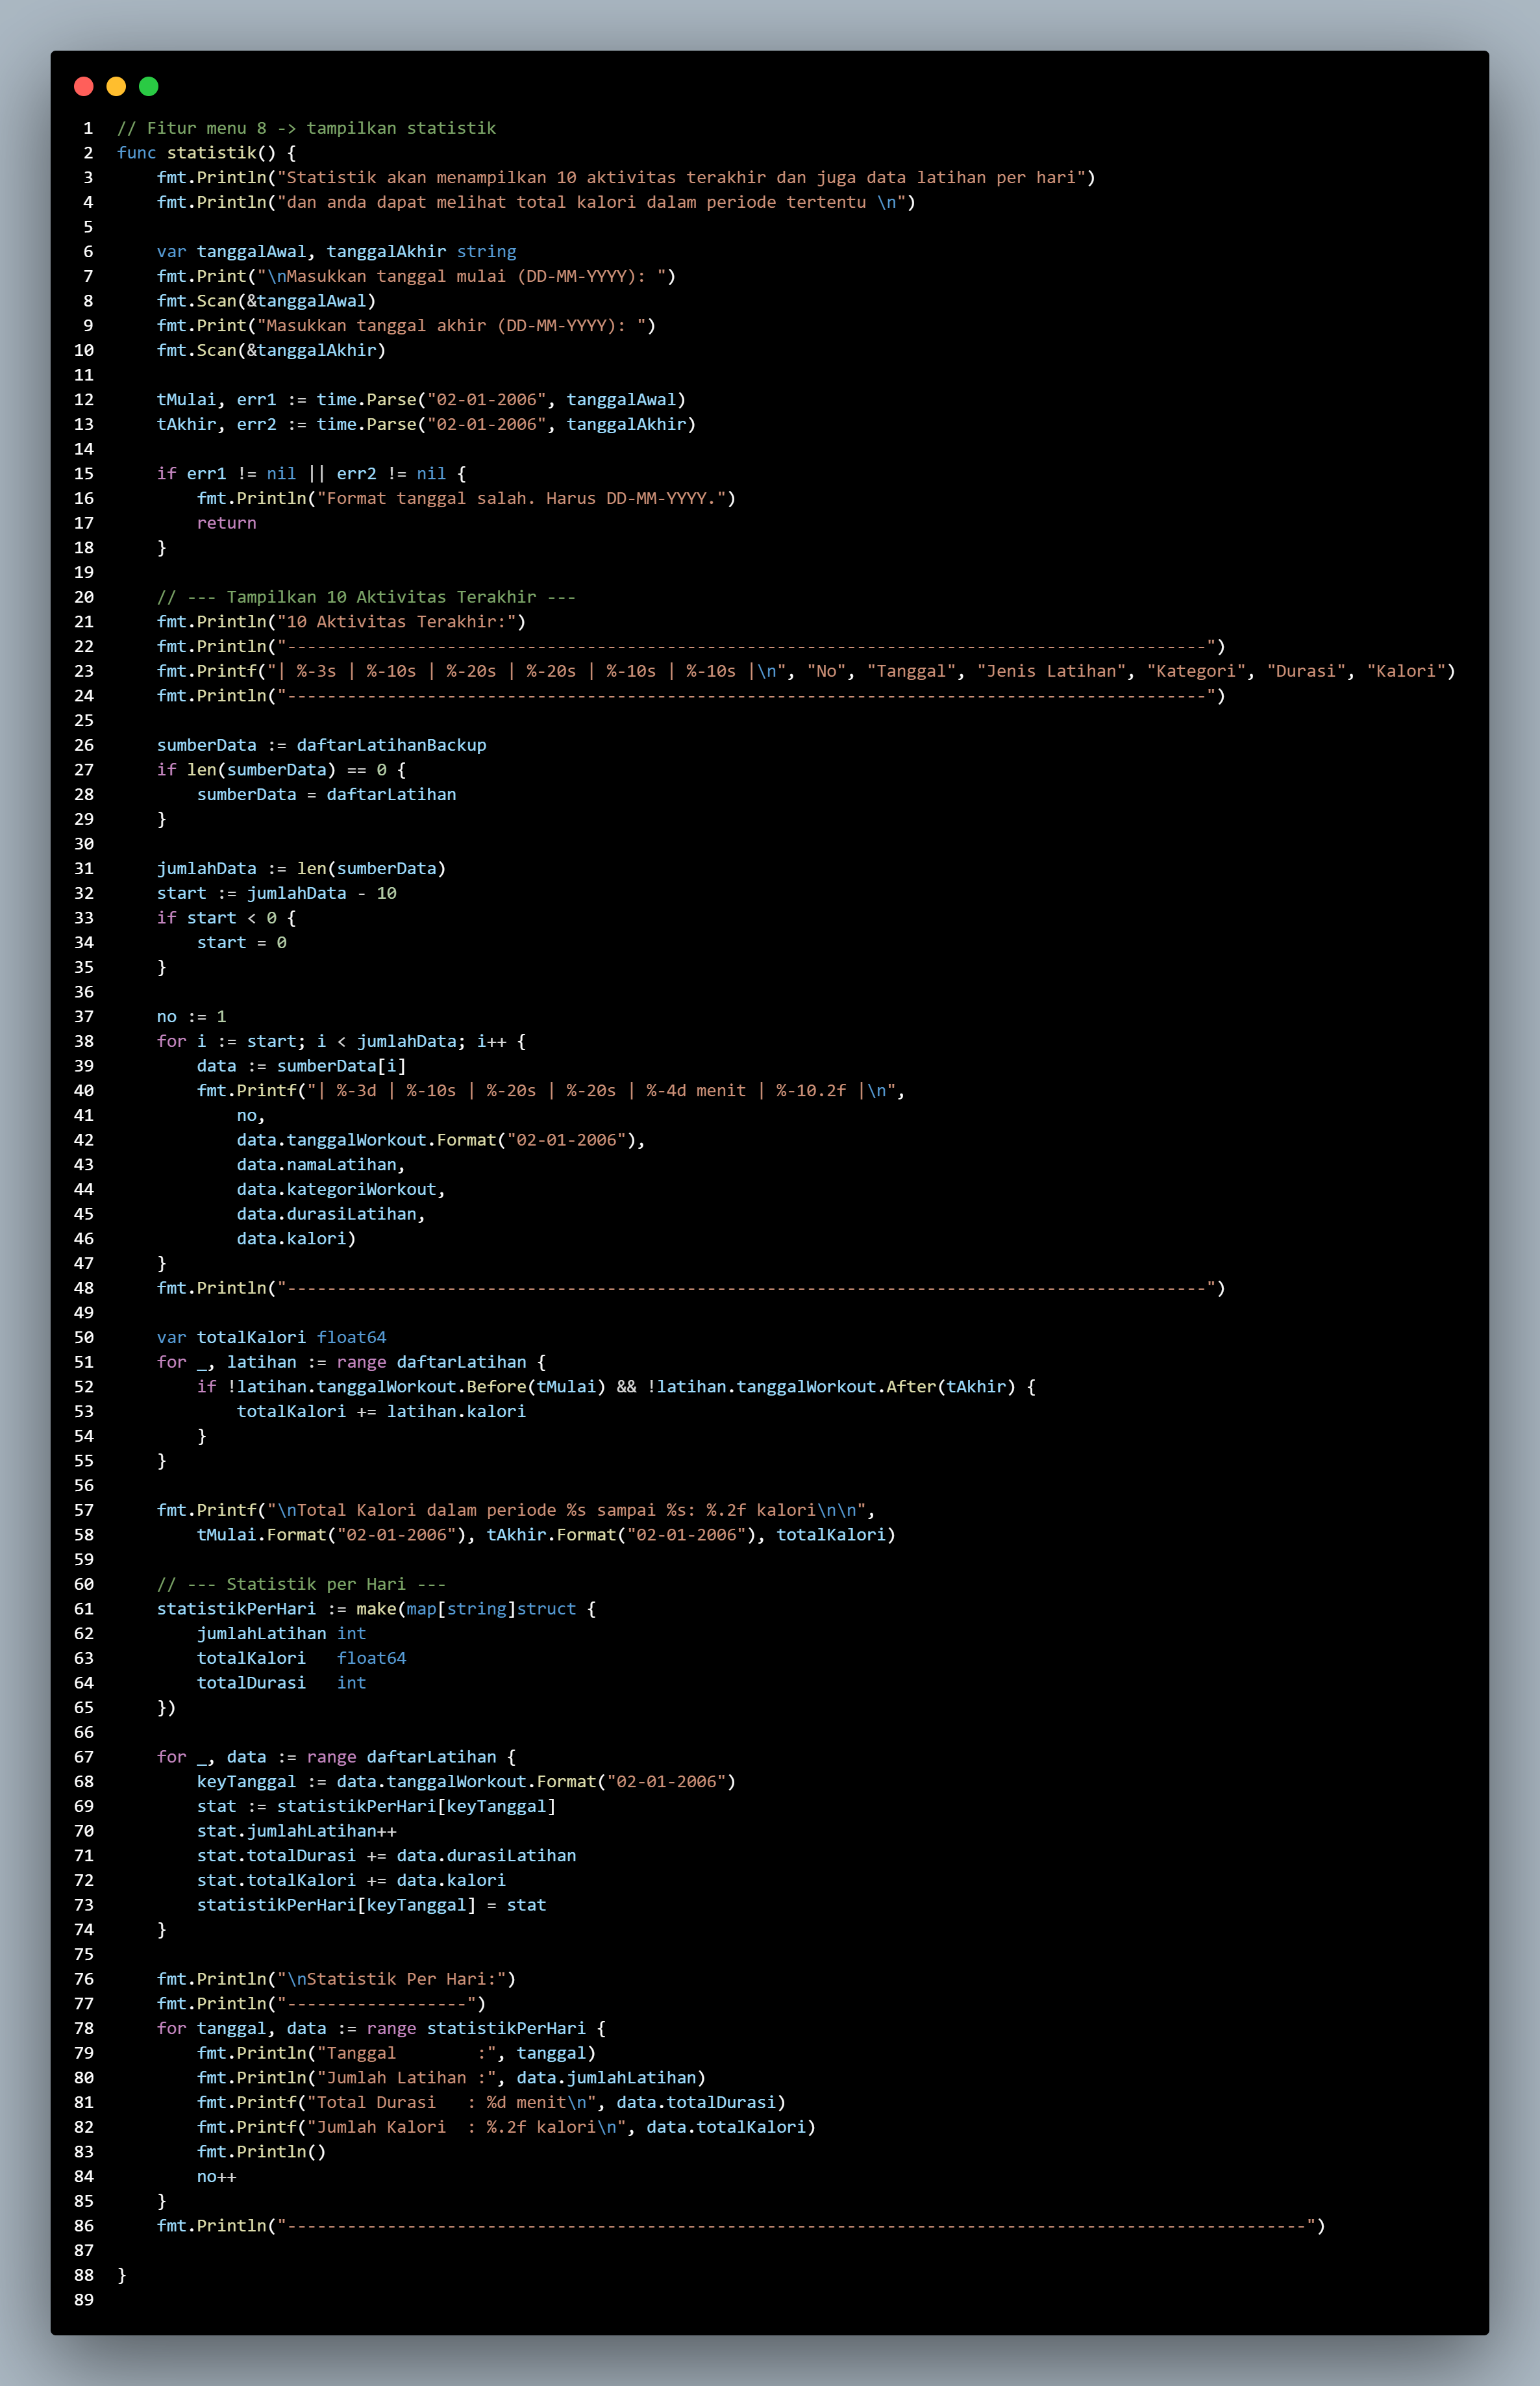 1 // Fitur menu 8 -> tampilkan statistik
2 func statistik() {
3     fmt.Println("Statistik akan menampilkan 10 aktivitas terakhir dan juga data latihan per hari")
4     fmt.Println("dan anda dapat melihat total kalori dalam periode tertentu \n")
5
6     var tanggalAwal, tanggalAkhir string
7     fmt.Print("\nMasukkan tanggal mulai (DD-MM-YYYY): ")
8     fmt.Scan(&tanggalAwal)
9     fmt.Print("Masukkan tanggal akhir (DD-MM-YYYY): ")
10     fmt.Scan(&tanggalAkhir)
11
12     tMulai, err1 := time.Parse("02-01-2006", tanggalAwal)
13     tAkhir, err2 := time.Parse("02-01-2006", tanggalAkhir)
14
15     if err1 != nil || err2 != nil {
16         fmt.Println("Format tanggal salah. Harus DD-MM-YYYY.")
17         return
18     }
19
20     // --- Tampilkan 10 Aktivitas Terakhir ---
21     fmt.Println("10 Aktivitas Terakhir:")
22     fmt.Println("--------------------------------------------------------------------------------------------")
23     fmt.Printf("| %-3s | %-10s | %-20s | %-20s | %-10s | %-10s |\n", "No", "Tanggal", "Jenis Latihan", "Kategori", "Durasi", "Kalori")
24     fmt.Println("--------------------------------------------------------------------------------------------")
25
26     sumberData := daftarLatihanBackup
27     if len(sumberData) == 0 {
28         sumberData = daftarLatihan
29     }
30
31     jumlahData := len(sumberData)
32     start := jumlahData - 10
33     if start < 0 {
34         start = 0
35     }
36
37     no := 1
38     for i := start; i < jumlahData; i++ {
39         data := sumberData[i]
40         fmt.Printf("| %-3d | %-10s | %-20s | %-20s | %-4d menit | %-10.2f |\n",
41             no,
42             data.tanggalWorkout.Format("02-01-2006"),
43             data.namaLatihan,
44             data.kategoriWorkout,
45             data.durasiLatihan,
46             data.kalori)
47     }
48     fmt.Println("--------------------------------------------------------------------------------------------")
49
50     var totalKalori float64
51     for _, latihan := range daftarLatihan {
52         if !latihan.tanggalWorkout.Before(tMulai) && !latihan.tanggalWorkout.After(tAkhir) {
53             totalKalori += latihan.kalori
54         }
55     }
56
57     fmt.Printf("\nTotal Kalori dalam periode %s sampai %s: %.2f kalori\n\n",
58         tMulai.Format("02-01-2006"), tAkhir.Format("02-01-2006"), totalKalori)
59
60     // --- Statistik per Hari ---
61     statistikPerHari := make(map[string]struct {
62         jumlahLatihan int
63         totalKalori   float64
64         totalDurasi   int
65     })
66
67     for _, data := range daftarLatihan {
68         keyTanggal := data.tanggalWorkout.Format("02-01-2006")
69         stat := statistikPerHari[keyTanggal]
70         stat.jumlahLatihan++
71         stat.totalDurasi += data.durasiLatihan
72         stat.totalKalori += data.kalori
73         statistikPerHari[keyTanggal] = stat
74     }
75
76     fmt.Println("\nStatistik Per Hari:")
77     fmt.Println("------------------")
78     for tanggal, data := range statistikPerHari {
79         fmt.Println("Tanggal        :", tanggal)
80         fmt.Println("Jumlah Latihan :", data.jumlahLatihan)
81         fmt.Printf("Total Durasi   : %d menit\n", data.totalDurasi)
82         fmt.Printf("Jumlah Kalori  : %.2f kalori\n", data.totalKalori)
83         fmt.Println()
84         no++
85     }
86     fmt.Println("------------------------------------------------------------------------------------------------------")
87
88 }
89